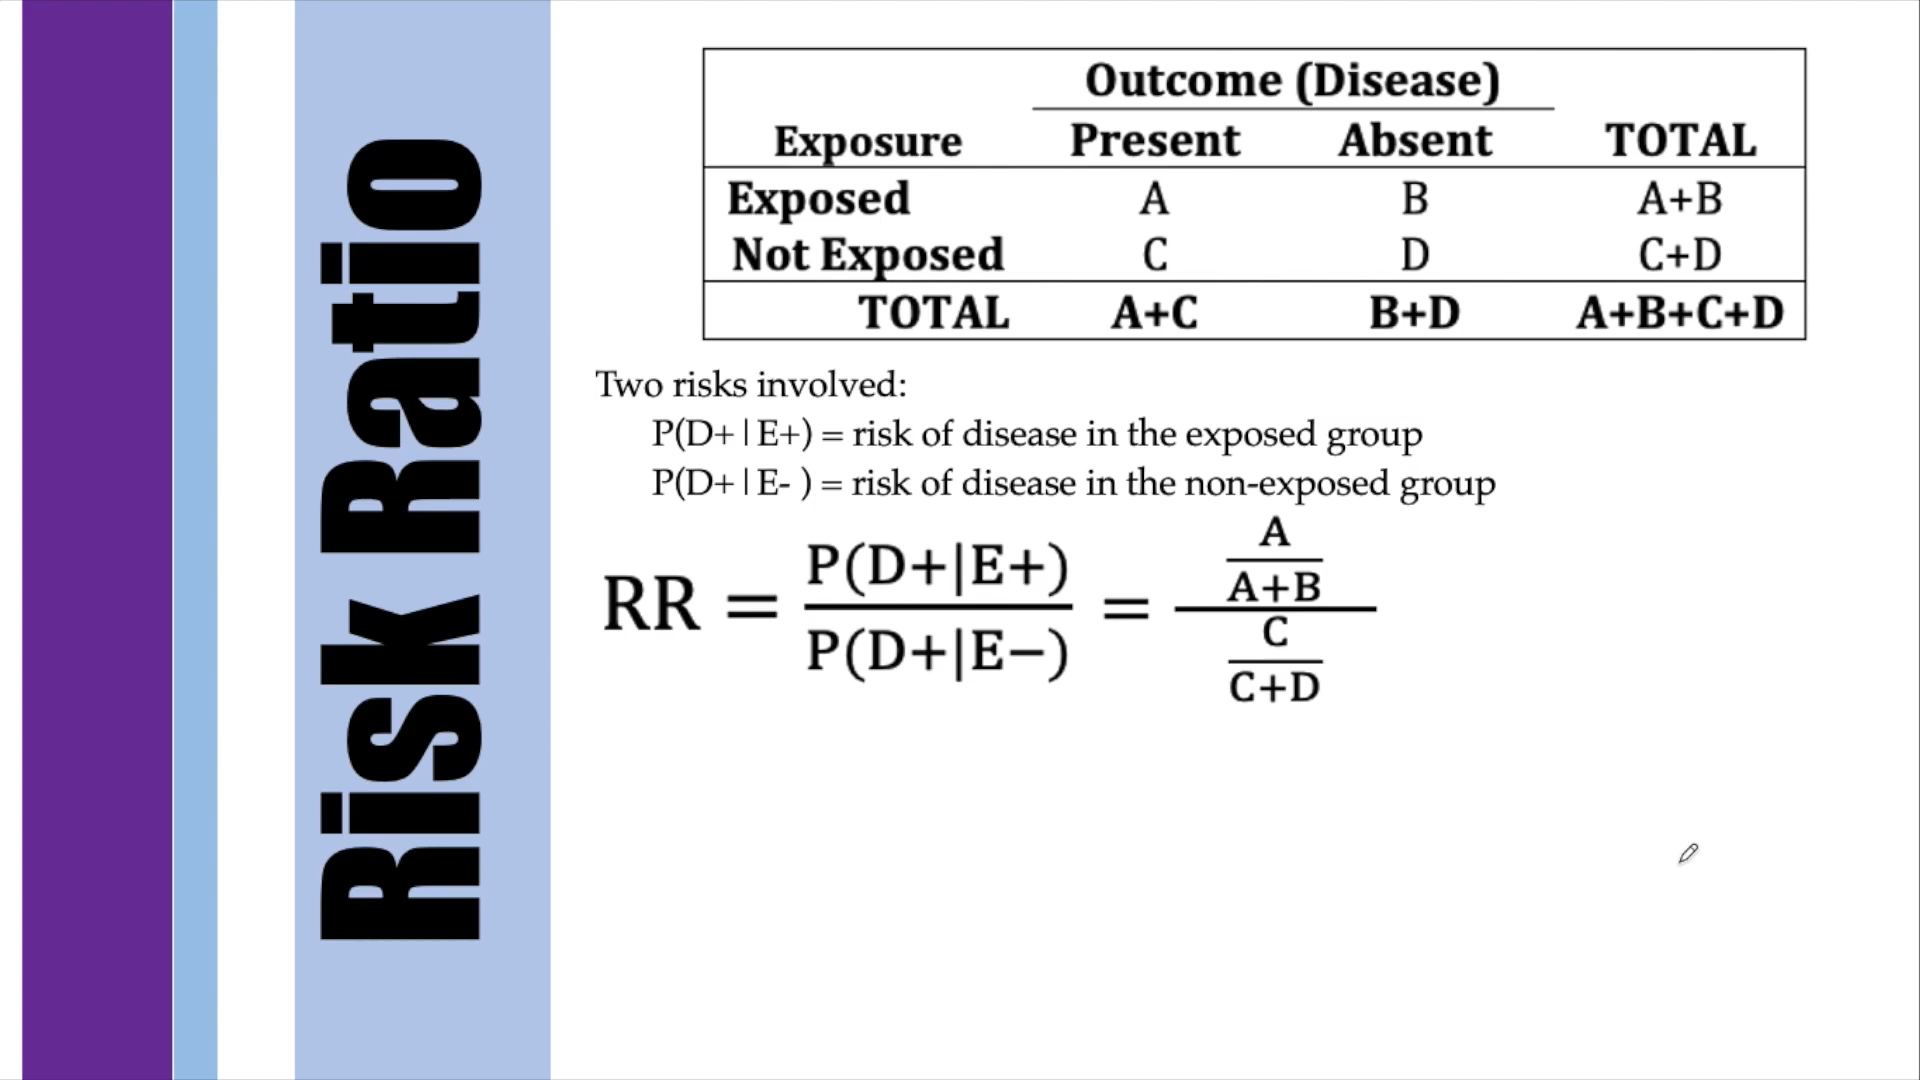 Risk Ratio
Outcome (Disease)
Exposure Present Absent TOTAL
Exposed A B A+B
Not Exposed C D C+D
TOTAL A+C B+D A+B+C+D
Two risks involved:
P(D+|E+) = risk of disease in the exposed group
P(D+|E- ) = risk of disease in the non-exposed group
RR = P(D+|E+) / P(D+|E−) = A / A+B / C / C+D